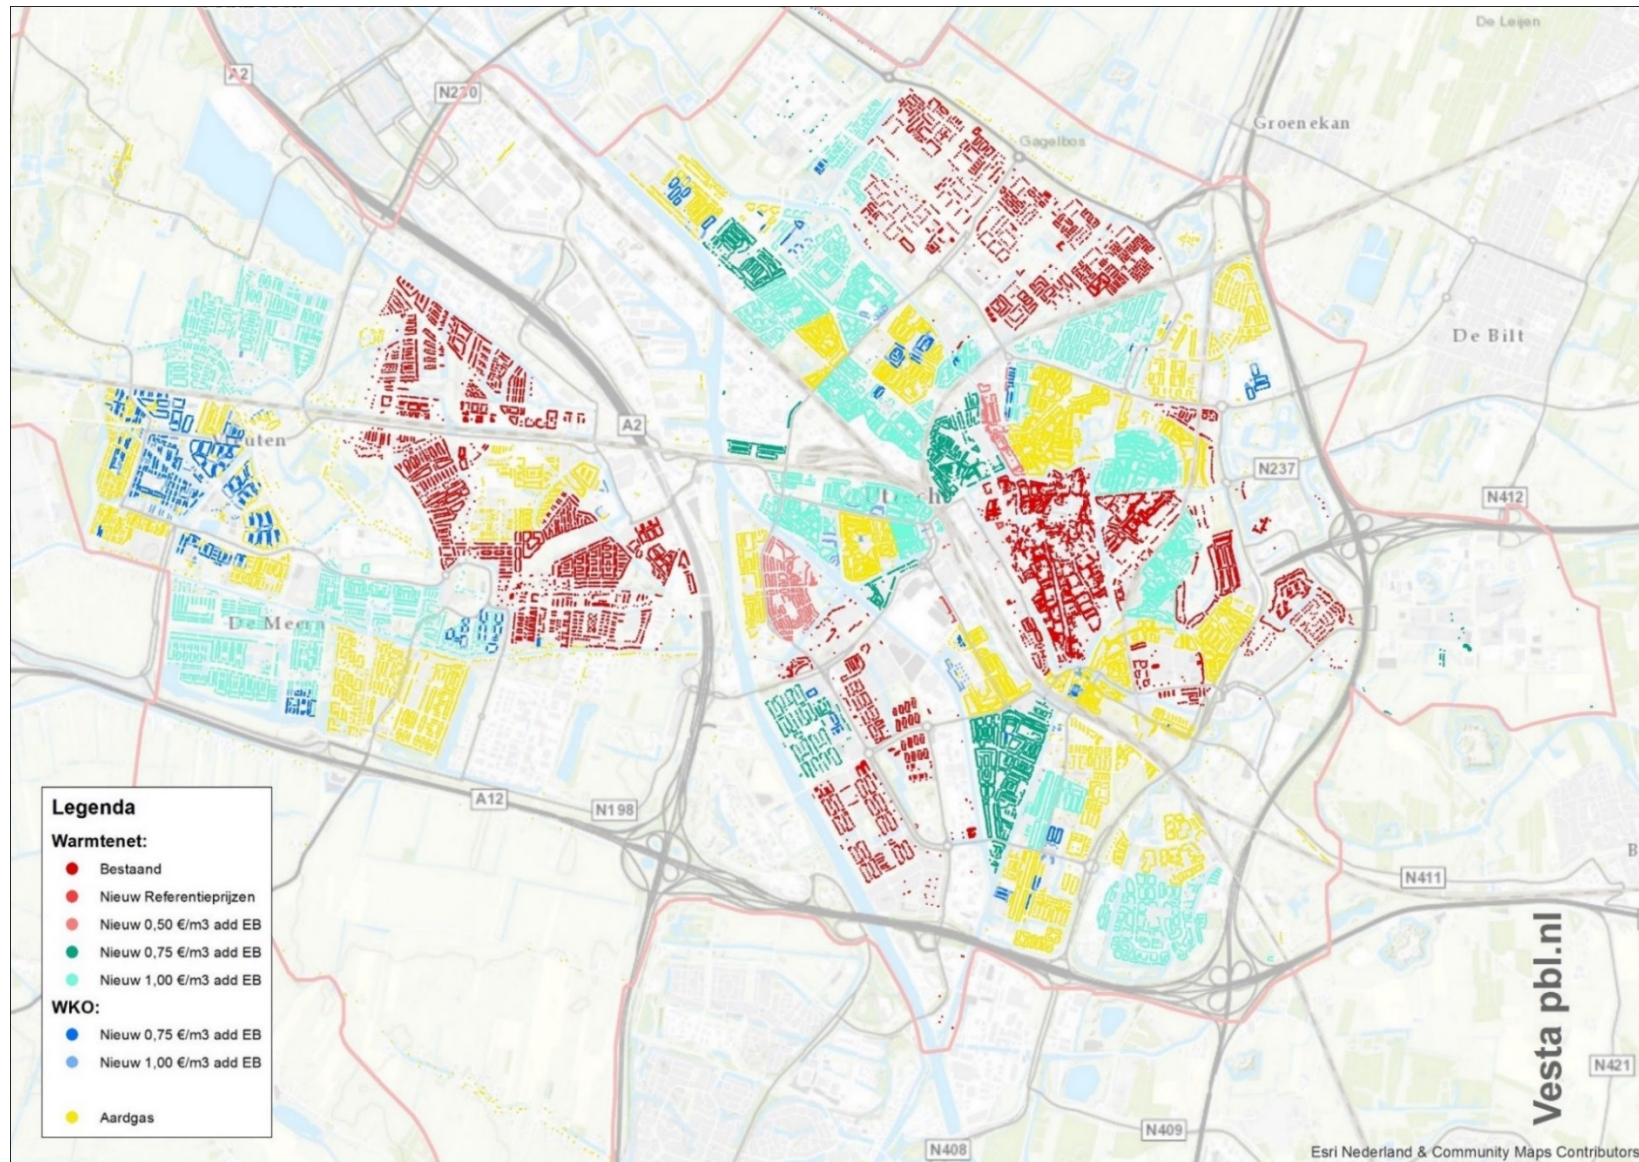 De Leijen
A2
N230
Groenekan
Gagelbos
De Bilt
A2
N237
N412
Utrecht
De Meern
A12
N198
N411
B
Legenda
Warmtenet:
Bestaand
Nieuw Referentieprijzen
Nieuw 0,50 €/m3 add EB
Nieuw 0,75 €/m3 add EB
Nieuw 1,00 €/m3 add EB
WKO:
Nieuw 0,75 €/m3 add EB
Nieuw 1,00 €/m3 add EB
Aardgas
Vesta pbl.nl
N421
N409
N408
Esri Nederland & Community Maps Contributors